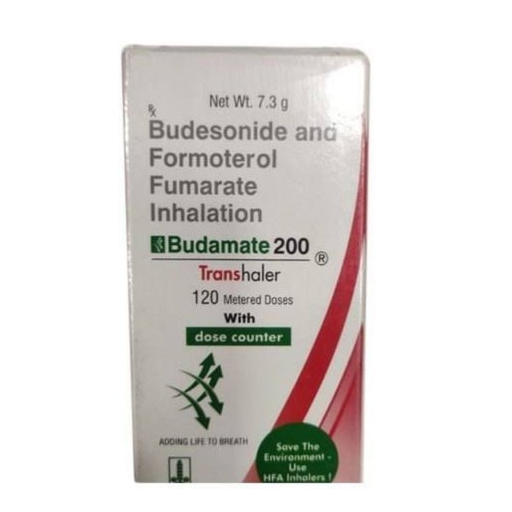 Net Wt. 7.3 g
Rx
Budesonide and
Formoterol
Fumarate
Inhalation
Budamate 200 ®
Transhaler
120 Metered Doses
With
dose counter
ADDING LIFE TO BREATH
Save The
Environment -
Use
HFA Inhalers !